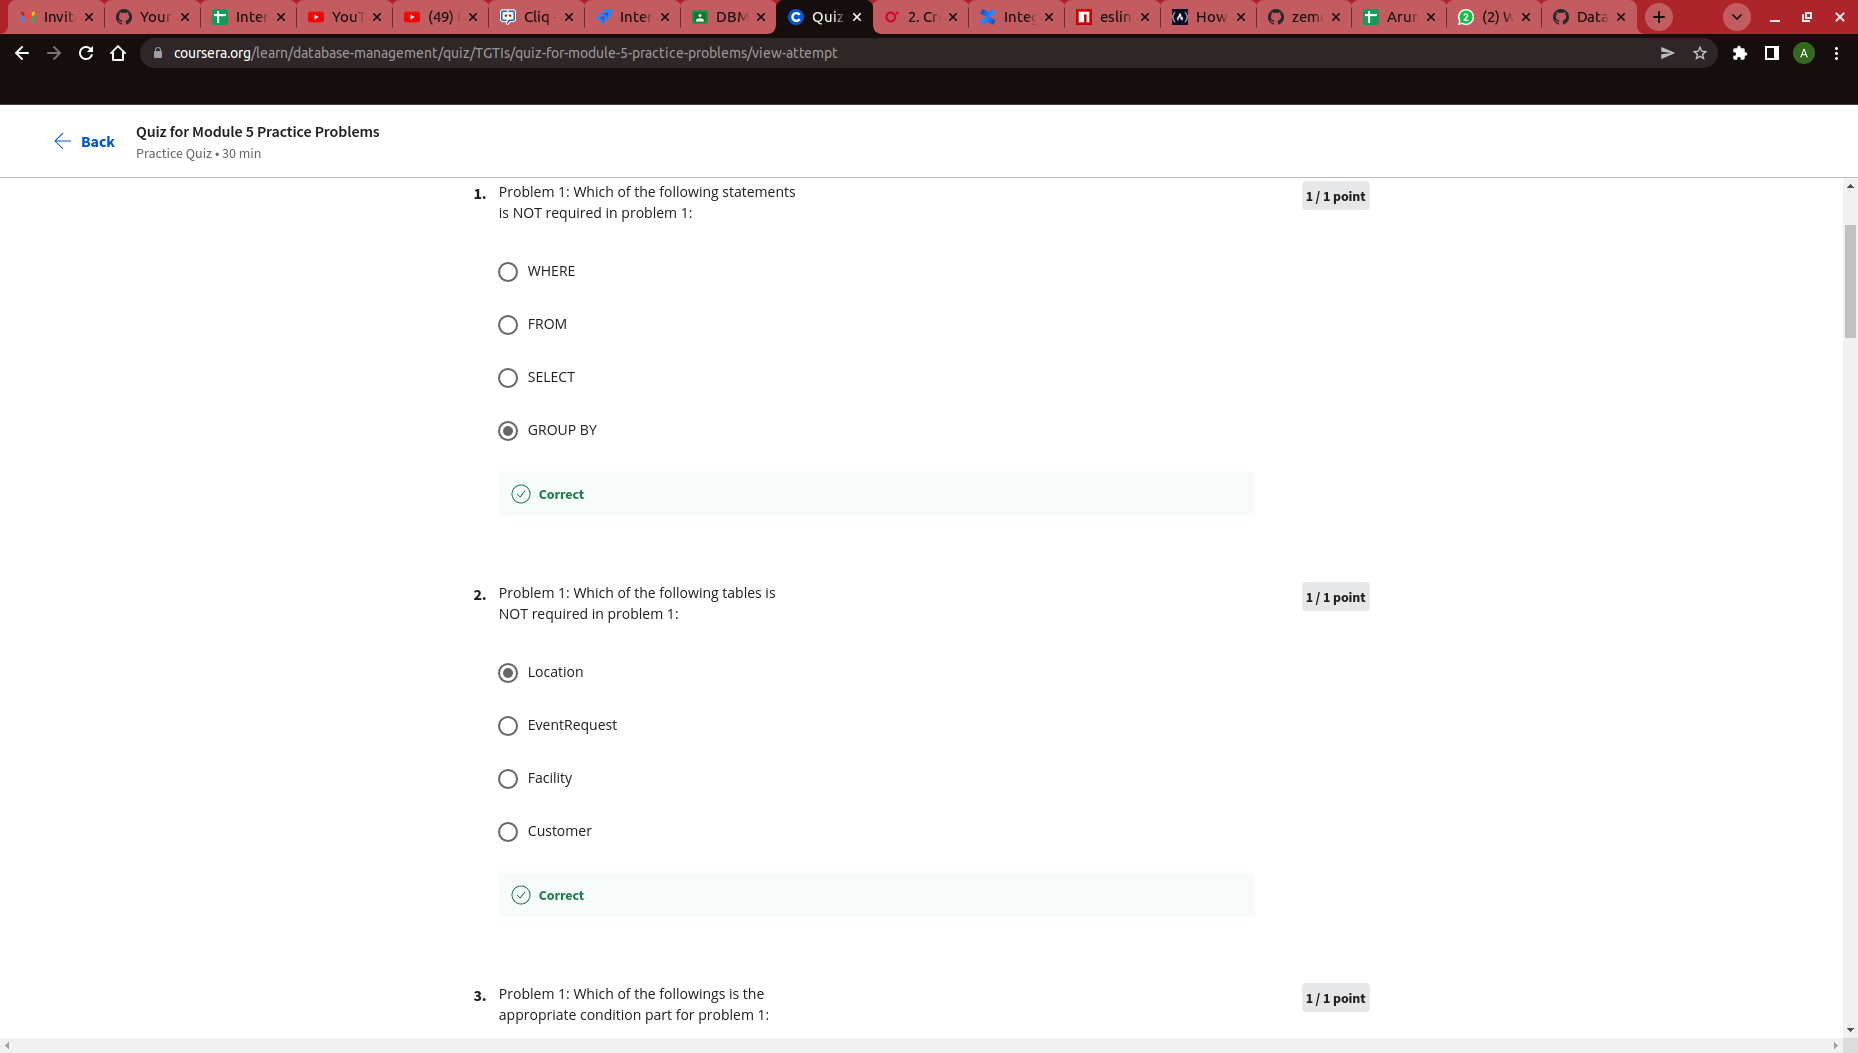 Invit
Your
Inter
YouT
(49)
Cliq
Inter
DBM
Quiz
2. Cr
Integ
eslin
How
zemo
Arun
2 (2) W
Data
coursera.org/learn/database-management/quiz/TGTIs/quiz-for-module-5-practice-problems/view-attempt
A
Back
Quiz for Module 5 Practice Problems
Practice Quiz • 30 min
1. Problem 1: Which of the following statements
is NOT required in problem 1:
1 / 1 point
WHERE
FROM
SELECT
GROUP BY
Correct
2. Problem 1: Which of the following tables is
NOT required in problem 1:
1 / 1 point
Location
EventRequest
Facility
Customer
Correct
3. Problem 1: Which of the followings is the
appropriate condition part for problem 1:
1 / 1 point